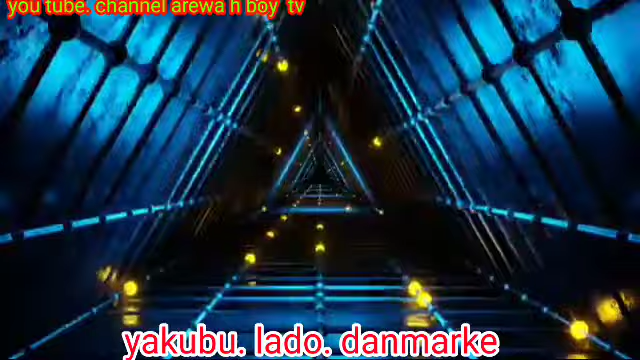 you tube. channel arewa h boy tv
yakubu. lado. danmarke